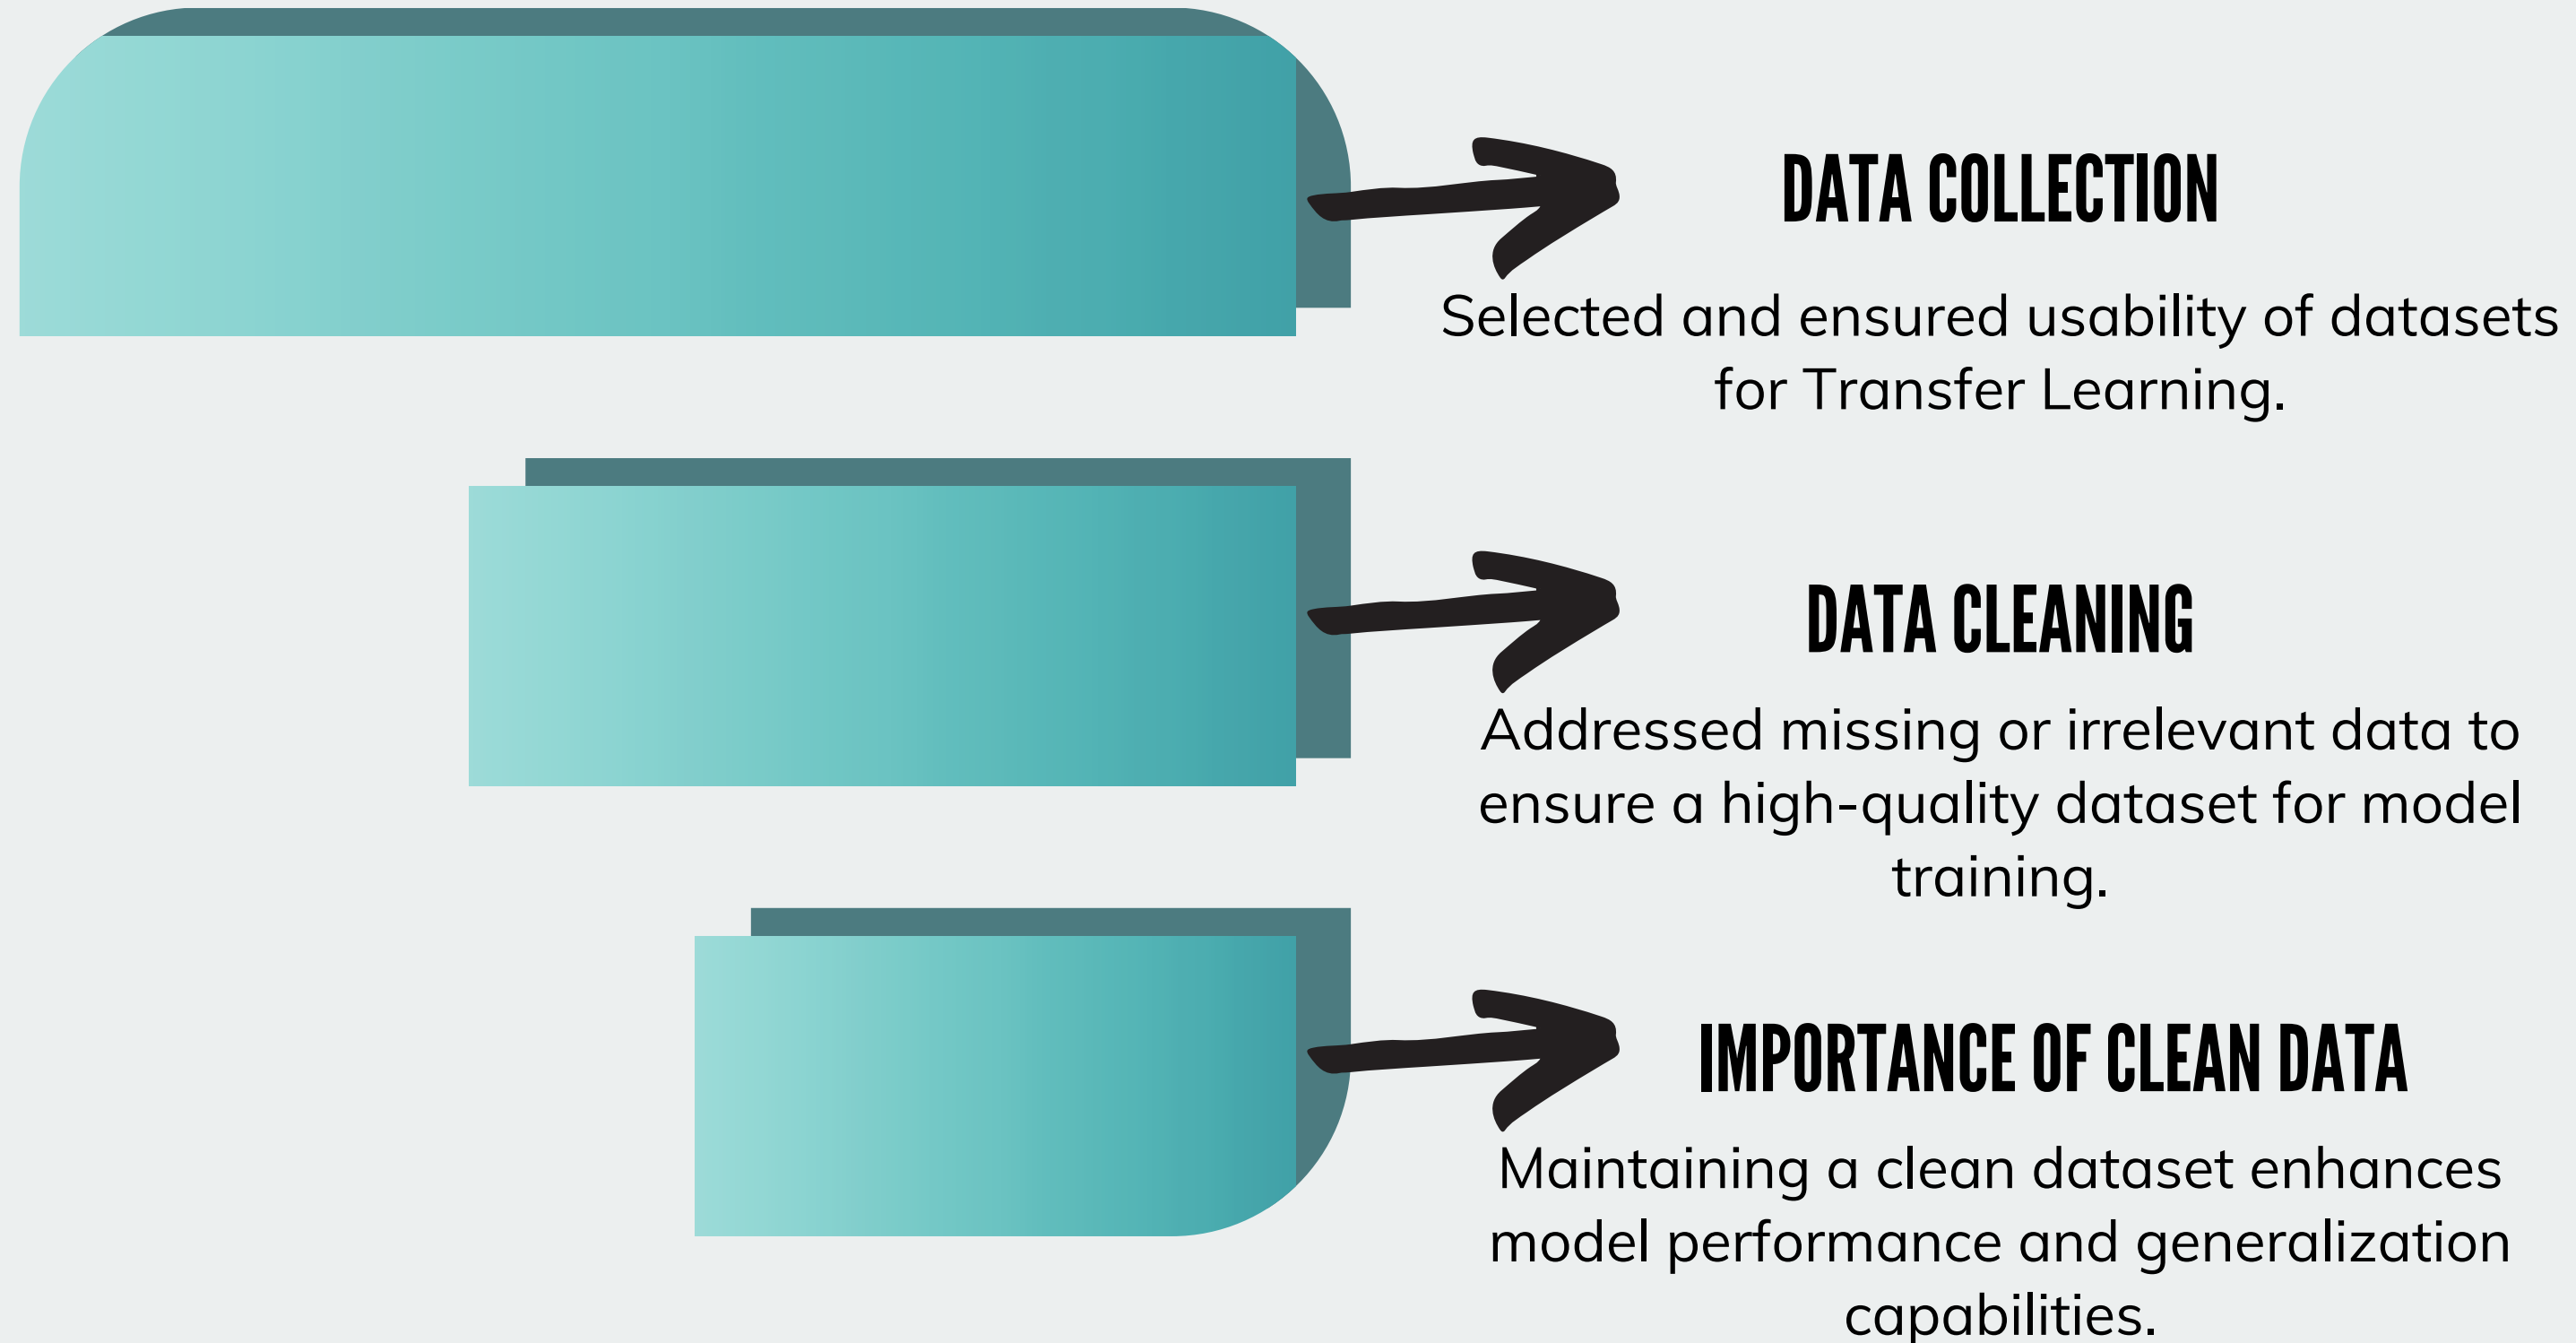 DATA COLLECTION
Selected and ensured usability of datasets
for Transfer Learning.
DATA CLEANING
Addressed missing or irrelevant data to
ensure a high-quality dataset for model
training.
IMPORTANCE OF CLEAN DATA
Maintaining a clean dataset enhances
model performance and generalization
capabilities.